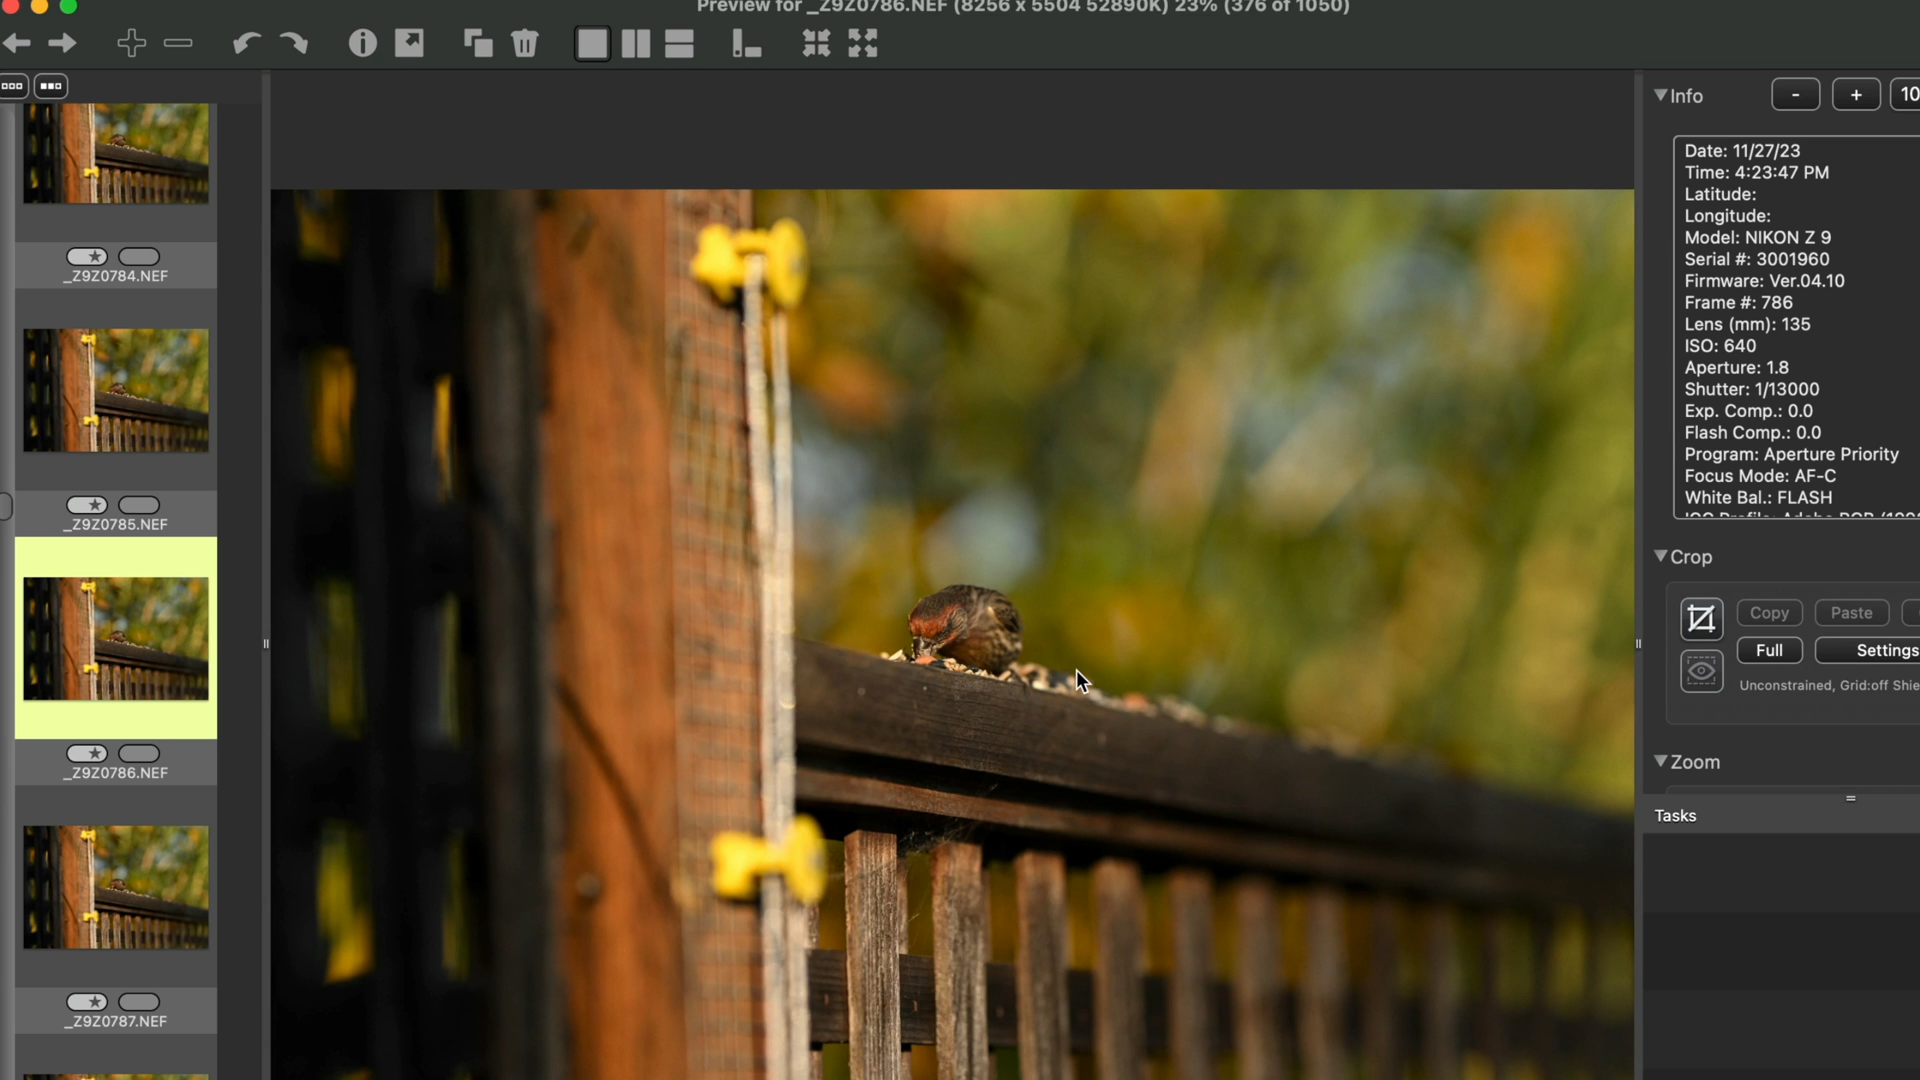 Preview for _Z9Z0786.NEF (8256 x 5504 52890K) 23% (376 of 1050)
Info
-
+
10
_Z9Z0784.NEF
_Z9Z0785.NEF
_Z9Z0786.NEF
_Z9Z0787.NEF
Date: 11/27/23
Time: 4:23:47 PM
Latitude:
Longitude:
Model: NIKON Z 9
Serial #: 3001960
Firmware: Ver.04.10
Frame #: 786
Lens (mm): 135
ISO: 640
Aperture: 1.8
Shutter: 1/13000
Exp. Comp.: 0.0
Flash Comp.: 0.0
Program: Aperture Priority
Focus Mode: AF-C
White Bal.: FLASH
Crop
Copy
Paste
Full
Settings
Unconstrained, Grid:off Shie
Zoom
Tasks